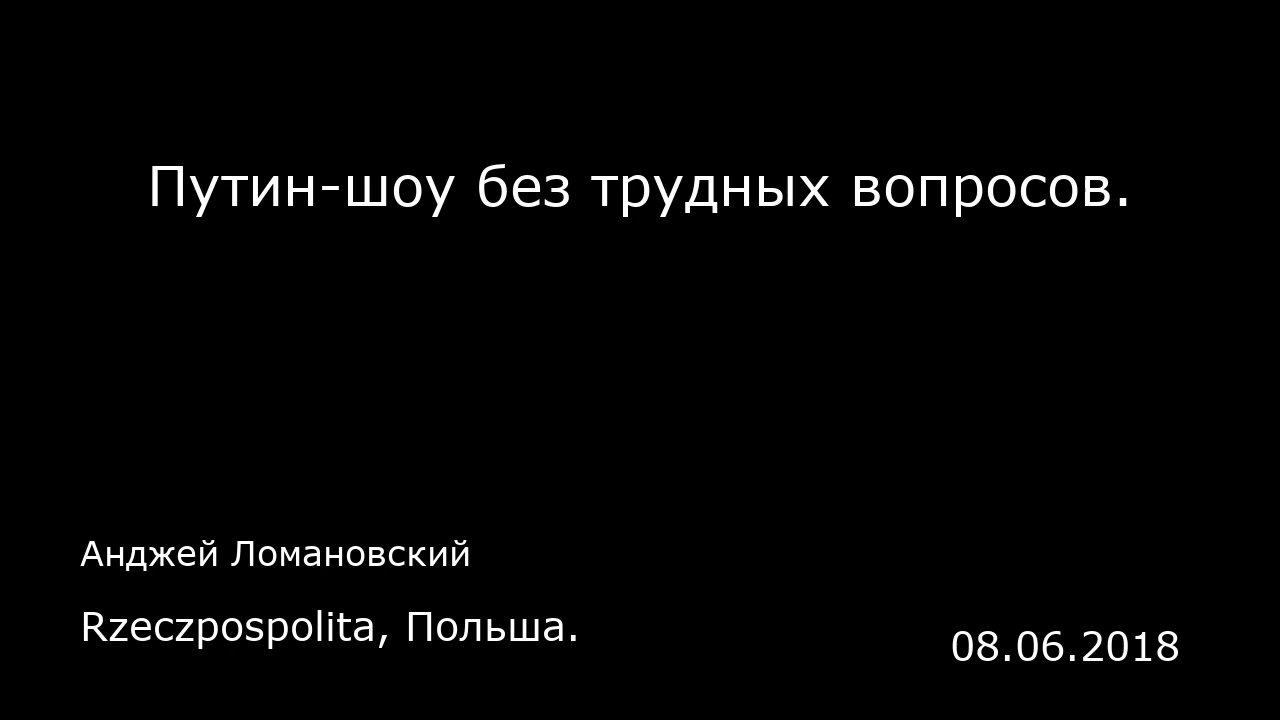 Путин-шоу без трудных вопросов.
Анджей Ломановский
Rzeczpospolita, Польша.
08.06.2018